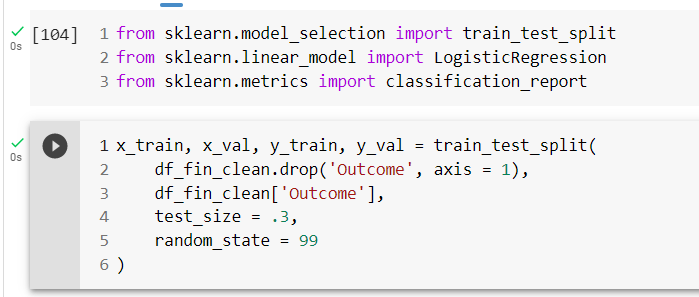 [104] 1 from sklearn.model_selection import train_test_split
0s 2 from sklearn.linear_model import LogisticRegression
3 from sklearn.metrics import classification_report
0s 1 x_train, x_val, y_train, y_val = train_test_split(
2     df_fin_clean.drop('Outcome', axis = 1),
3     df_fin_clean['Outcome'],
4     test_size = .3,
5     random_state = 99
6 )